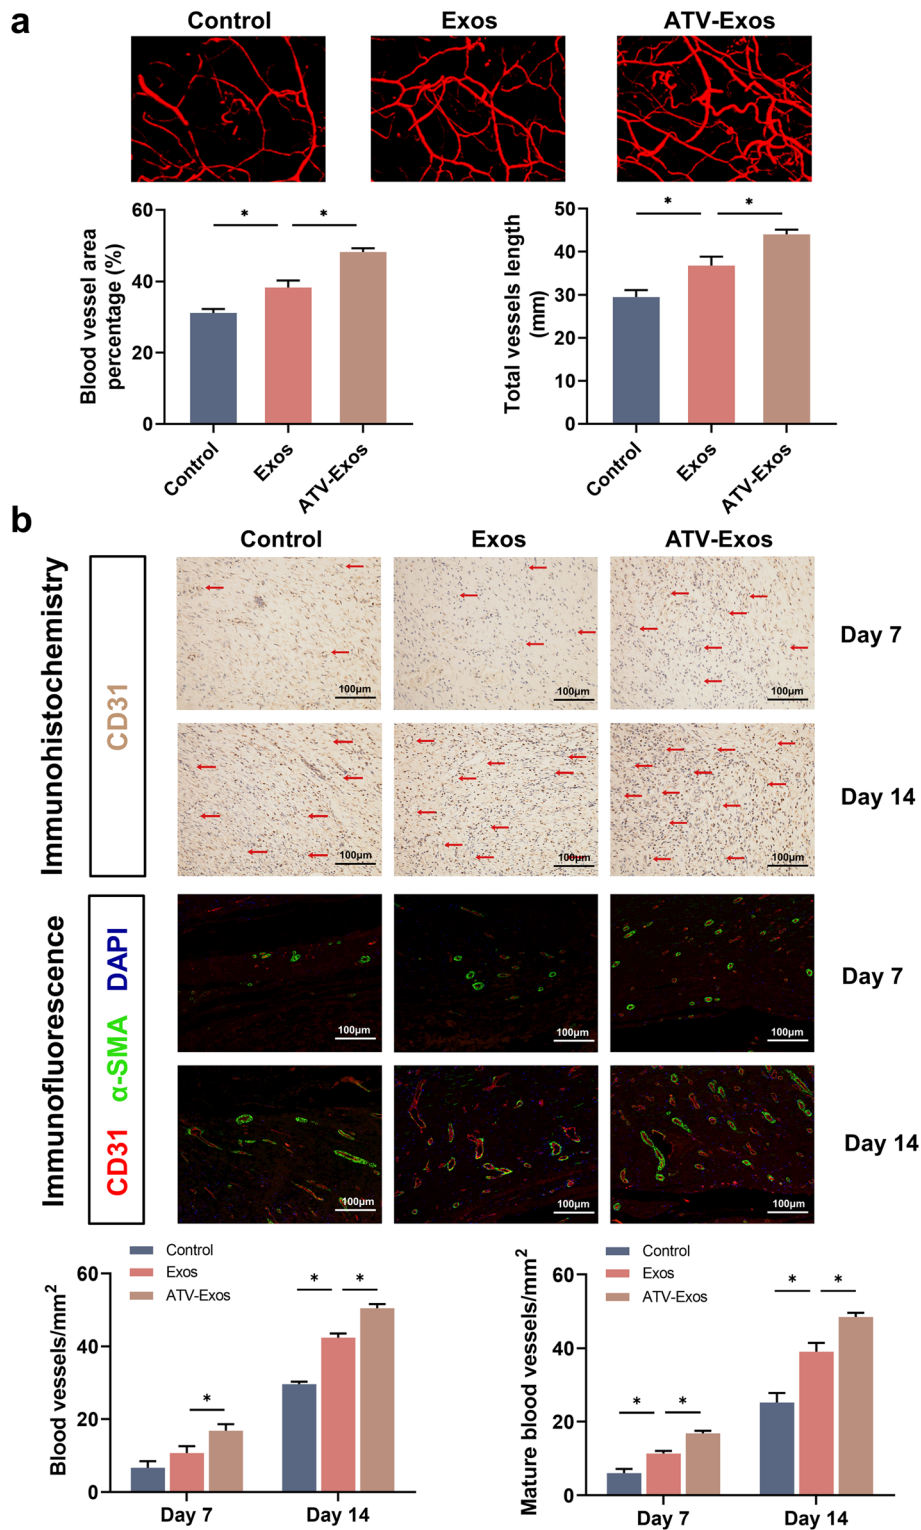 a
Control
Exos
ATV-Exos
Blood vessel area
percentage (%)
60
40
20
0
*
*
Control
Exos
ATV-Exos
Total vessels length
(mm)
50
40
30
20
10
0
*
*
Control
Exos
ATV-Exos
b
Control
Exos
ATV-Exos
Immunohistochemistry
CD31
100μm
100μm
100μm
Day 7
100μm
100μm
100μm
Day 14
Immunofluorescence
CD31 α-SMA DAPI
100μm
100μm
100μm
Day 7
100μm
100μm
100μm
Day 14
Control
Exos
ATV-Exos
Blood vessels/mm²
60
40
20
0
*
*
*
Day 7
Day 14
Control
Exos
ATV-Exos
Mature blood vessels/mm²
60
40
20
0
*
*
*
*
Day 7
Day 14